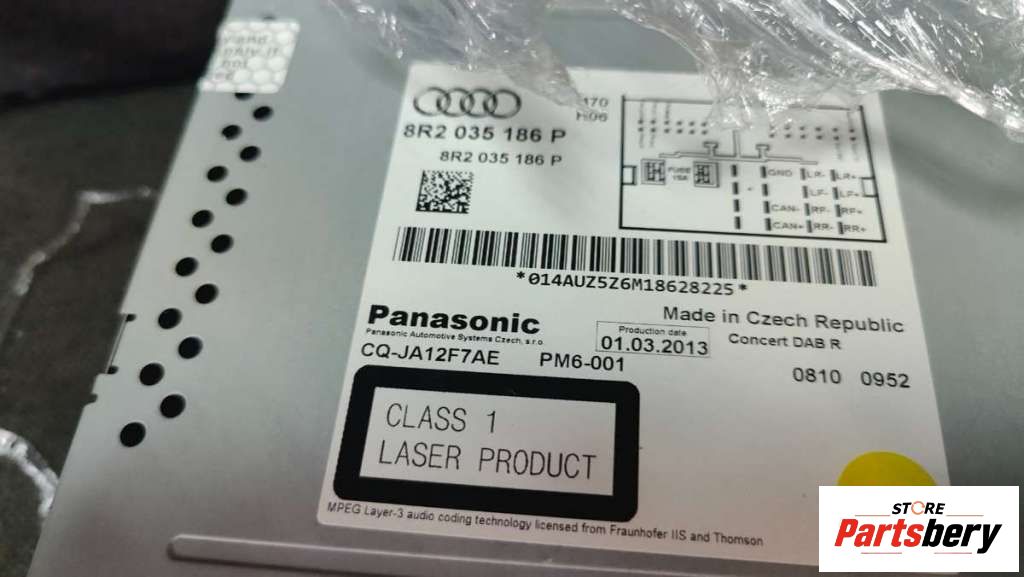 8R2 035 186 P
H06
8R2 035 186 P
FUSE
15A
GND LR- LR+
LF- LF+
CAN- RF- RF+
CAN+ RR- RR+
*014AUZ5Z6M18628225*
Panasonic
Panasonic Automotive Systems Czech, s.r.o.
Made in Czech Republic
Production date
01.03.2013
Concert DAB R
CQ-JA12F7AE PM6-001
0810 0952
CLASS 1
LASER PRODUCT
MPEG Layer-3 audio coding technology licensed from Fraunhofer IIS and Thomson
STORE
Partsbery